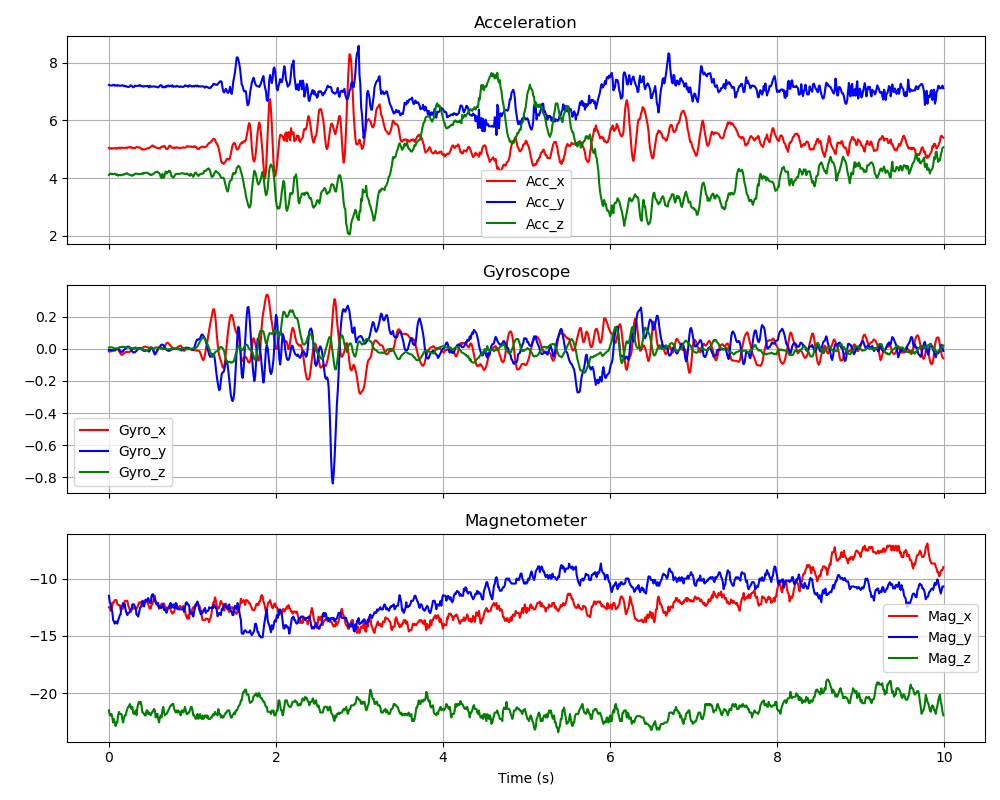 Acceleration
8
6
4
2
Acc_x
Acc_y
Acc_z
Gyroscope
0.2
0.0
−0.2
−0.4
−0.6
−0.8
Gyro_x
Gyro_y
Gyro_z
Magnetometer
−10
−15
−20
Mag_x
Mag_y
Mag_z
0 2 4 6 8 10
Time (s)